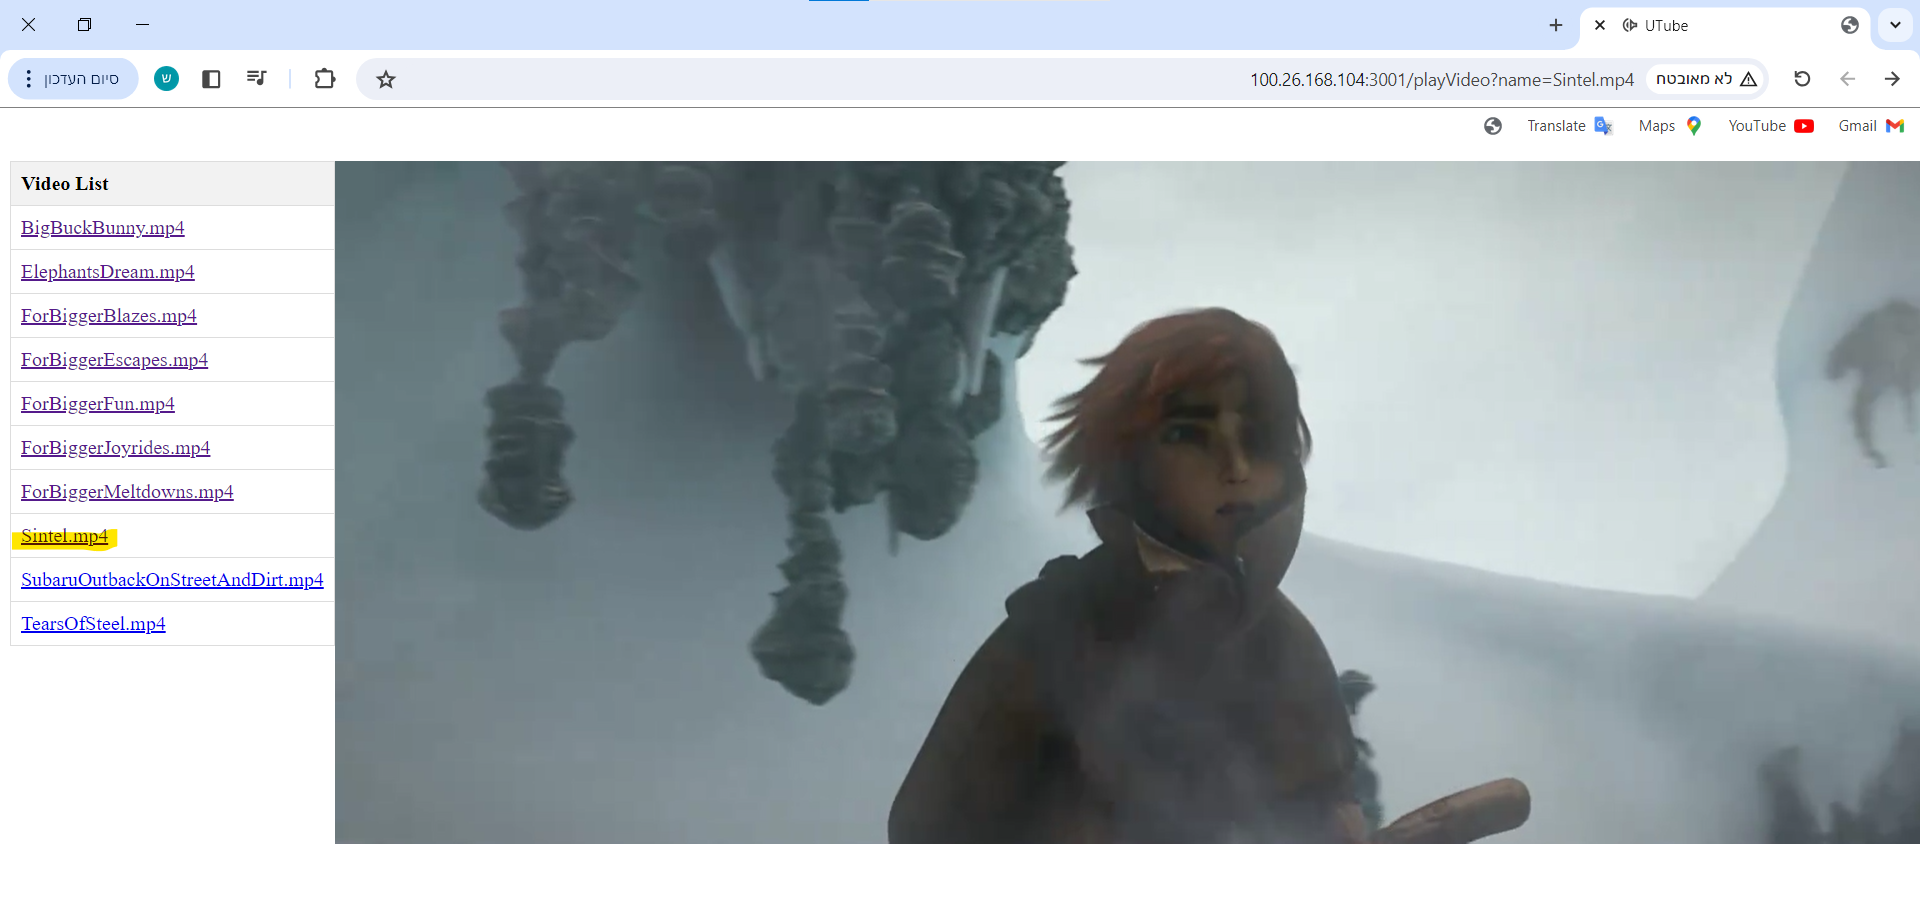 UTube
סיום העדכון
ש
100.26.168.104:3001/playVideo?name=Sintel.mp4
לא מאובטח
Translate
Maps
YouTube
Gmail
Video List
BigBuckBunny.mp4
ElephantsDream.mp4
ForBiggerBlazes.mp4
ForBiggerEscapes.mp4
ForBiggerFun.mp4
ForBiggerJoyrides.mp4
ForBiggerMeltdowns.mp4
Sintel.mp4
SubaruOutbackOnStreetAndDirt.mp4
TearsOfSteel.mp4